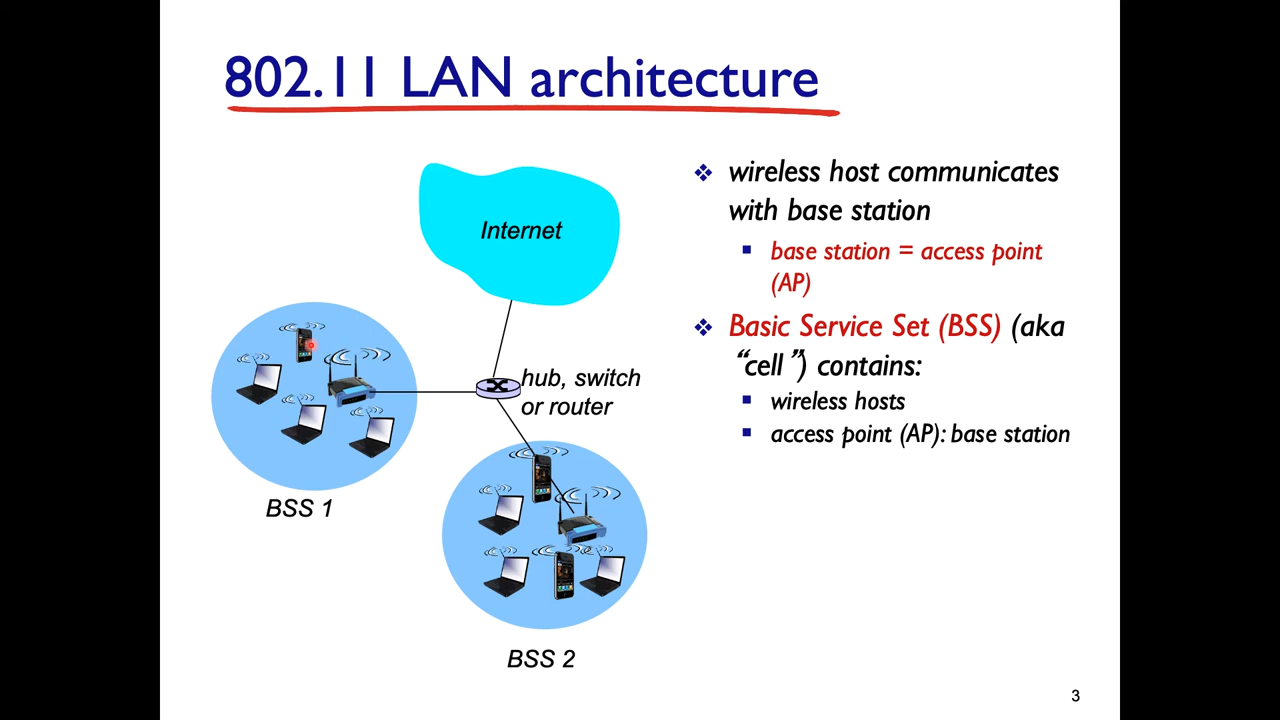 802.11 LAN architecture
Internet
hub, switch
or router
BSS 1
BSS 2
wireless host communicates
with base station
base station = access point
(AP)
Basic Service Set (BSS) (aka
“cell”) contains:
wireless hosts
access point (AP): base station
3